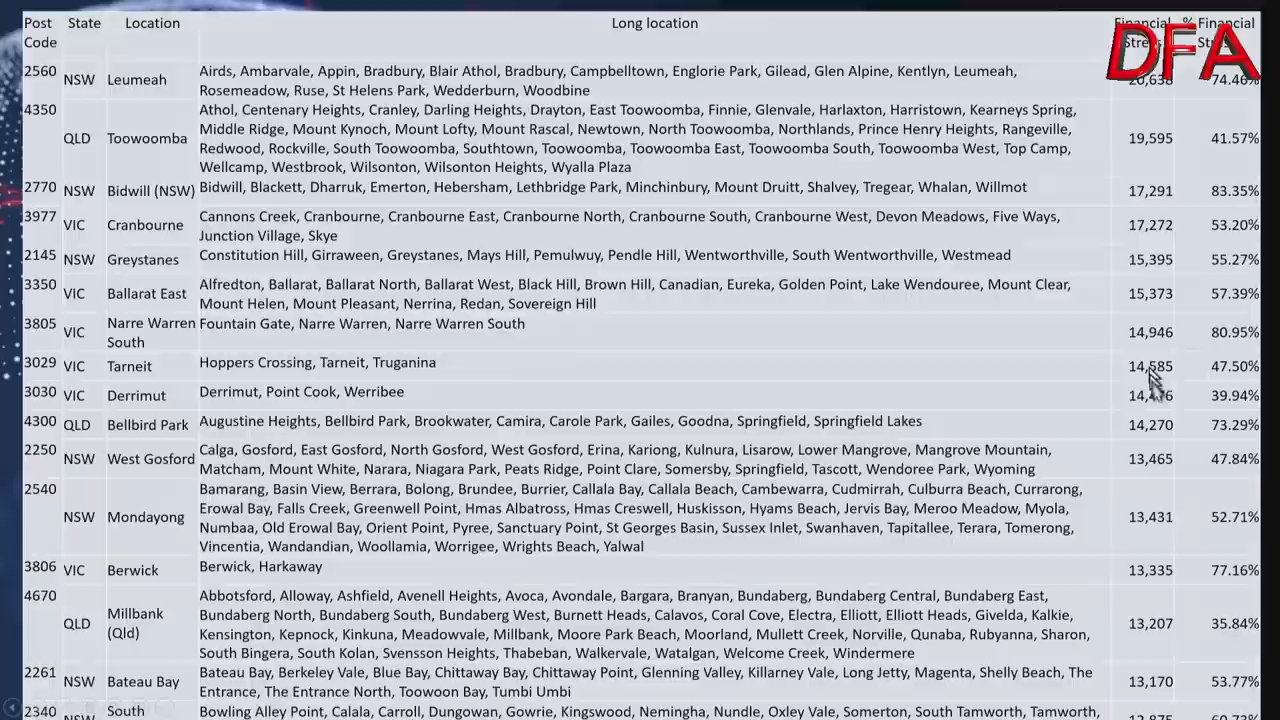 Post State Location Long location Financial % Financial
Code Stress Stress
DFA
2560 NSW Leumeah Airds, Ambarvale, Appin, Bradbury, Blair Athol, Bradbury, Campbelltown, Englorie Park, Gilead, Glen Alpine, Kentlyn, Leumeah, 20,638 74.46%
Rosemeadow, Ruse, St Helens Park, Wedderburn, Woodbine
4350 QLD Toowoomba Athol, Centenary Heights, Cranley, Darling Heights, Drayton, East Toowoomba, Finnie, Glenvale, Harlaxton, Harristown, Kearneys Spring,
Middle Ridge, Mount Kynoch, Mount Lofty, Mount Rascal, Newtown, North Toowoomba, Northlands, Prince Henry Heights, Rangeville, 19,595 41.57%
Redwood, Rockville, South Toowoomba, Southtown, Toowoomba, Toowoomba East, Toowoomba South, Toowoomba West, Top Camp,
Wellcamp, Westbrook, Wilsonton, Wilsonton Heights, Wyalla Plaza
2770 NSW Bidwill (NSW) Bidwill, Blackett, Dharruk, Emerton, Hebersham, Lethbridge Park, Minchinbury, Mount Druitt, Shalvey, Tregear, Whalan, Willmot 17,291 83.35%
3977 VIC Cranbourne Cannons Creek, Cranbourne, Cranbourne East, Cranbourne North, Cranbourne South, Cranbourne West, Devon Meadows, Five Ways, 17,272 53.20%
Junction Village, Skye
2145 NSW Greystanes Constitution Hill, Girraween, Greystanes, Mays Hill, Pemulwuy, Pendle Hill, Wentworthville, South Wentworthville, Westmead 15,395 55.27%
3350 VIC Ballarat East Alfredton, Ballarat, Ballarat North, Ballarat West, Black Hill, Brown Hill, Canadian, Eureka, Golden Point, Lake Wendouree, Mount Clear, 15,373 57.39%
Mount Helen, Mount Pleasant, Nerrina, Redan, Sovereign Hill
3805 VIC Narre Warren Fountain Gate, Narre Warren, Narre Warren South 14,946 80.95%
South
3029 VIC Tarneit Hoppers Crossing, Tarneit, Truganina 14,585 47.50%
3030 VIC Derrimut Derrimut, Point Cook, Werribee 39.94%
4300 QLD Bellbird Park Augustine Heights, Bellbird Park, Brookwater, Camira, Carole Park, Gailes, Goodna, Springfield, Springfield Lakes 14,270 73.29%
2250 NSW West Gosford Calga, Gosford, East Gosford, North Gosford, West Gosford, Erina, Kariong, Kulnura, Lisarow, Lower Mangrove, Mangrove Mountain, 13,465 47.84%
Matcham, Mount White, Narara, Niagara Park, Peats Ridge, Point Clare, Somersby, Springfield, Tascott, Wendoree Park, Wyoming
2540 NSW Mondayong Bamarang, Basin View, Berrara, Bolong, Brundee, Burrier, Callala Bay, Callala Beach, Cambewarra, Cudmirrah, Culburra Beach, Currarong,
Erowal Bay, Falls Creek, Greenwell Point, Hmas Albatross, Hmas Creswell, Huskisson, Hyams Beach, Jervis Bay, Meroo Meadow, Myola, 13,431 52.71%
Numbaa, Old Erowal Bay, Orient Point, Pyree, Sanctuary Point, St Georges Basin, Sussex Inlet, Swanhaven, Tapitallee, Terara, Tomerong,
Vincentia, Wandandian, Woollamia, Worrigee, Wrights Beach, Yalwal
3806 VIC Berwick Berwick, Harkaway 13,335 77.16%
4670 QLD Millbank Abbotsford, Alloway, Ashfield, Avenell Heights, Avoca, Avondale, Bargara, Branyan, Bundaberg, Bundaberg Central, Bundaberg East,
(Qld) Bundaberg North, Bundaberg South, Bundaberg West, Burnett Heads, Calavos, Coral Cove, Electra, Elliott, Elliott Heads, Givelda, Kalkie, 13,207 35.84%
Kensington, Kepnock, Kinkuna, Meadowvale, Millbank, Moore Park Beach, Moorland, Mullett Creek, Norville, Qunaba, Rubyanna, Sharon,
South Bingera, South Kolan, Svensson Heights, Thabeban, Walkervale, Watalgan, Welcome Creek, Windermere
2261 NSW Bateau Bay Bateau Bay, Berkeley Vale, Blue Bay, Chittaway Bay, Chittaway Point, Glenning Valley, Killarney Vale, Long Jetty, Magenta, Shelly Beach, The 13,170 53.77%
Entrance, The Entrance North, Toowoon Bay, Tumbi Umbi
2340 NSW South Bowling Alley Point, Calala, Carroll, Dungowan, Gowrie, Kingswood, Nemingha, Nundle, Oxley Vale, Somerton, South Tamworth, Tamworth,